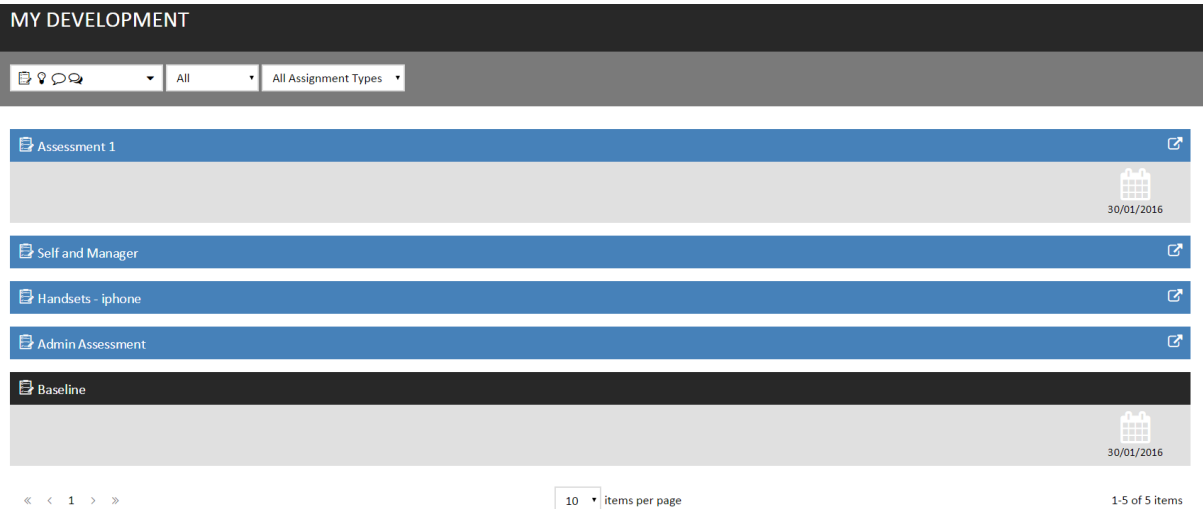 MY DEVELOPMENT
All All Assignment Types
Assessment 1
30/01/2016
Self and Manager
Handsets - iphone
Admin Assessment
Baseline
30/01/2016
« < 1 > » 10 items per page 1-5 of 5 items